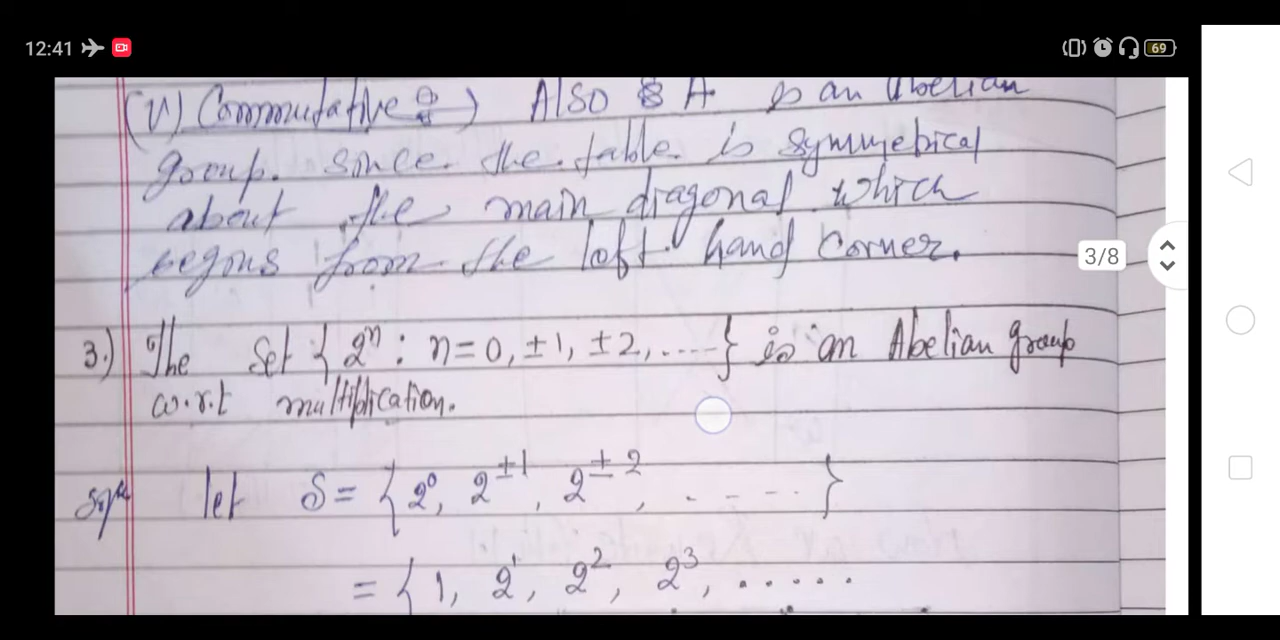 12:41
69
(V) Commutative :) Also A is an Abelian
group. since the table is symmetrical
about the main diagonal which
begins from the left hand corner.
3/8
3.) The Set { 2ⁿ : n = 0, ±1, ±2, .... } is an Abelian group
w.r.t multiplication.
Solⁿ let S = { 2⁰, 2^±1, 2^±2, - - - - }
= { 1, 2¹, 2², 2³, .....